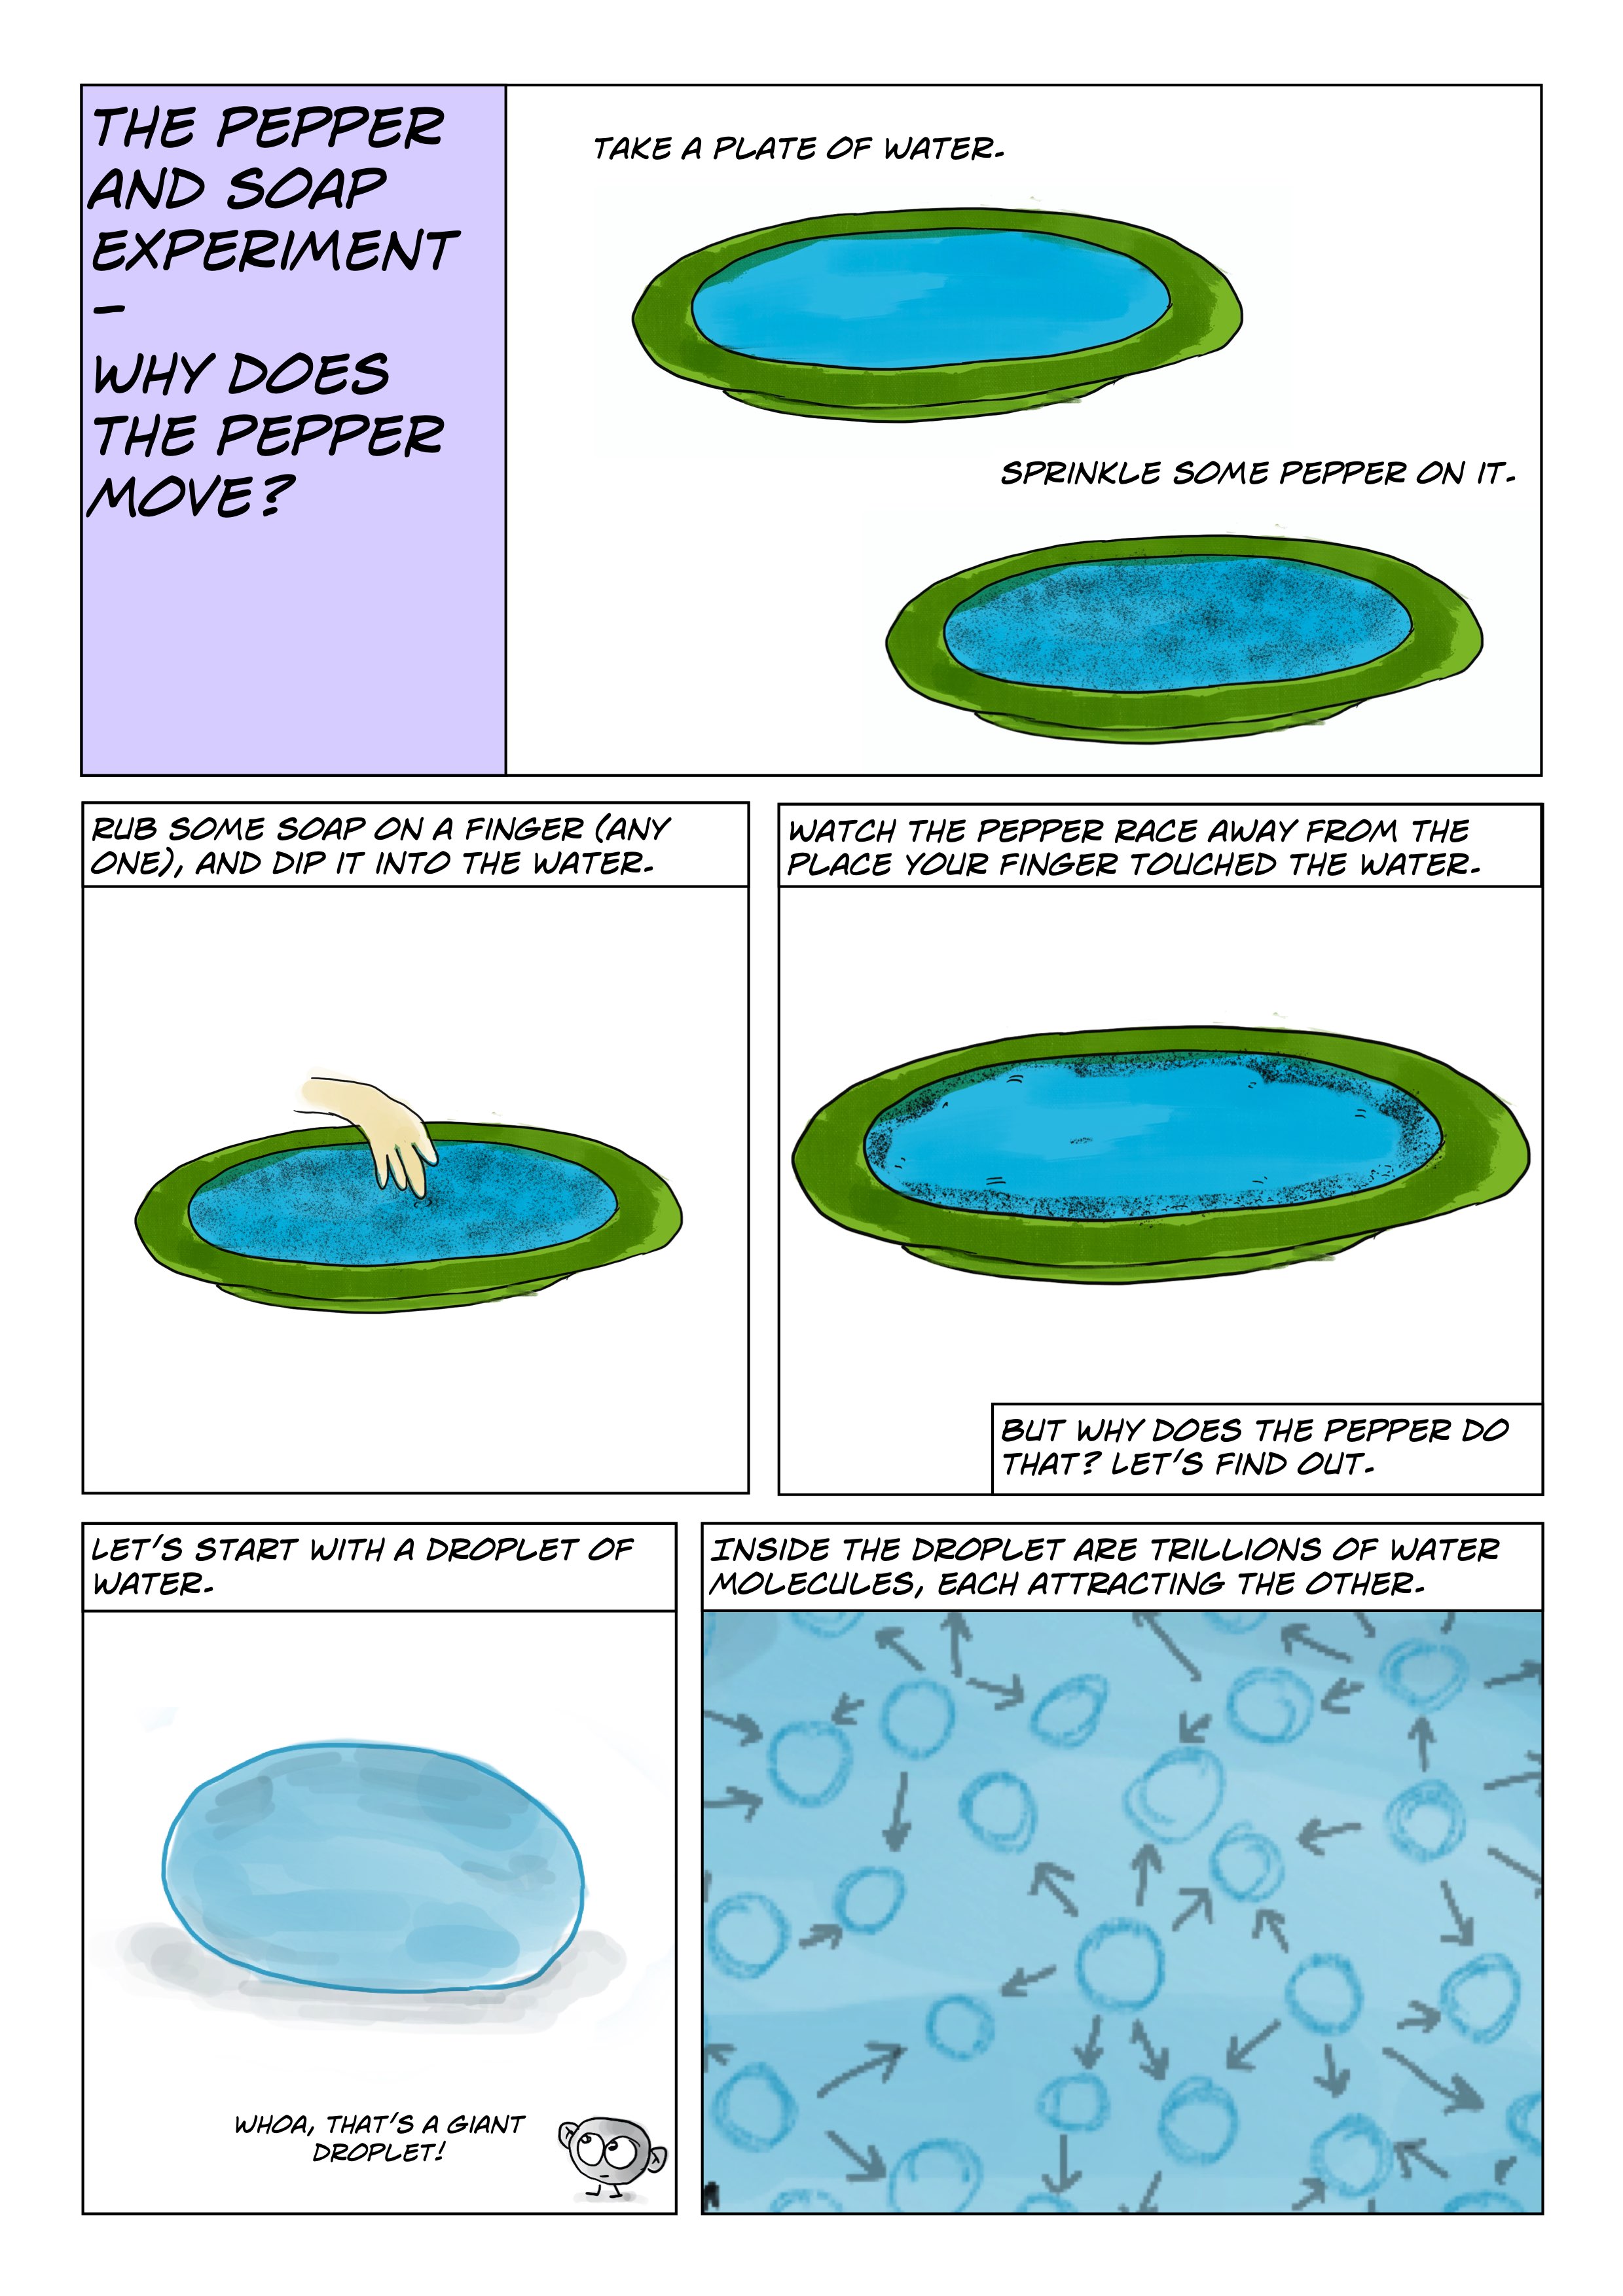 THE PEPPER
AND SOAP
EXPERIMENT
–
WHY DOES
THE PEPPER
MOVE?
TAKE A PLATE OF WATER.
SPRINKLE SOME PEPPER ON IT.
RUB SOME SOAP ON A FINGER (ANY
ONE), AND DIP IT INTO THE WATER.
WATCH THE PEPPER RACE AWAY FROM THE
PLACE YOUR FINGER TOUCHED THE WATER.
BUT WHY DOES THE PEPPER DO
THAT? LET'S FIND OUT.
LET'S START WITH A DROPLET OF
WATER.
WHOA, THAT'S A GIANT
DROPLET!
INSIDE THE DROPLET ARE TRILLIONS OF WATER
MOLECULES, EACH ATTRACTING THE OTHER.